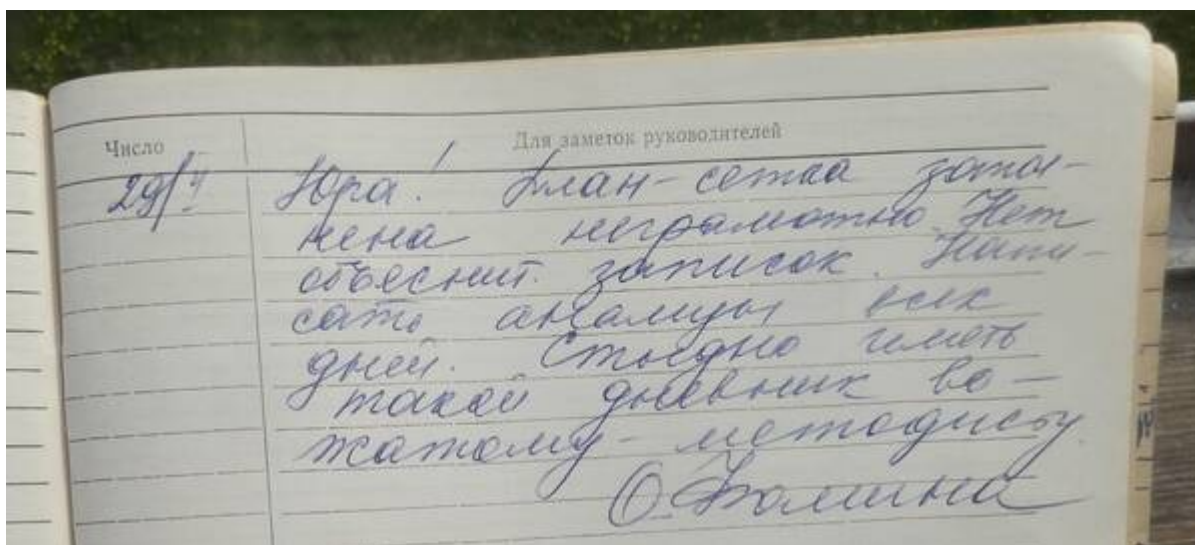 Число Для заметок руководителей
29/V Юра! План-сетка запол-
нена неграмотно. Нет
объяснит. записок. Напи-
сать анализы всех
дней. Стыдно иметь
такой дневник во-
жатому-методисту